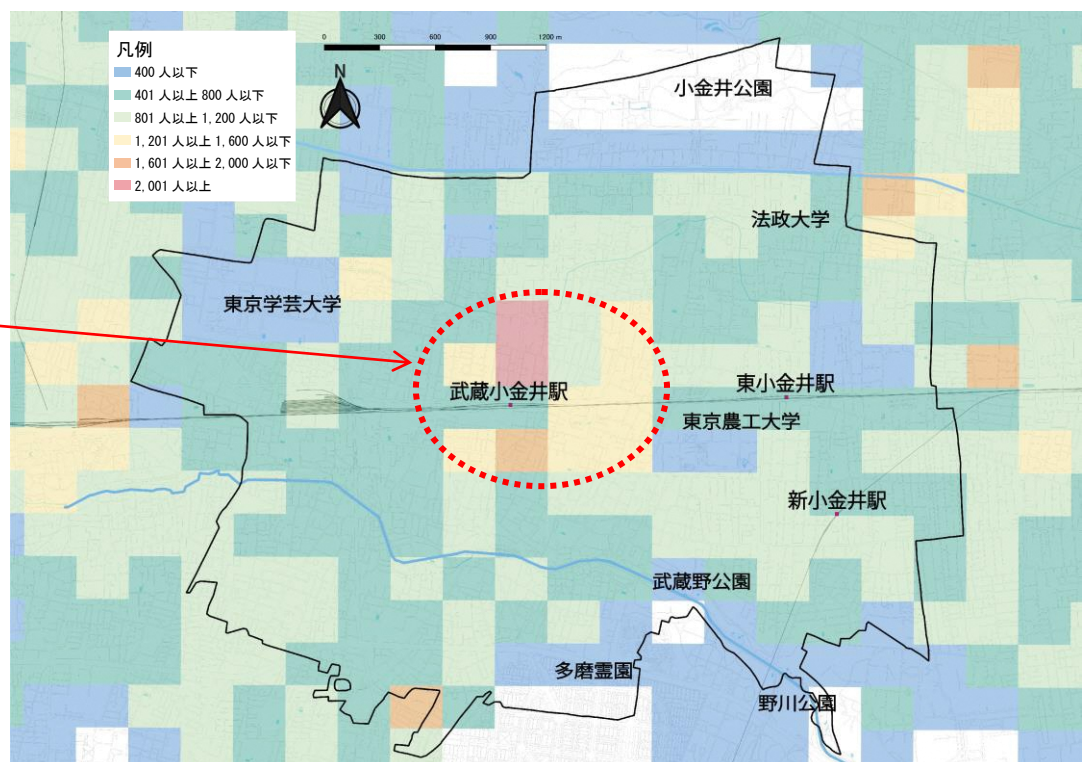 0 300 600 900 1200 m
凡例
400 人以下
401 人以上 800 人以下
801 人以上 1,200 人以下
1,201 人以上 1,600 人以下
1,601 人以上 2,000 人以下
2,001 人以上
N
小金井公園
法政大学
東京学芸大学
武蔵小金井駅
東小金井駅
東京農工大学
新小金井駅
武蔵野公園
多磨霊園
野川公園